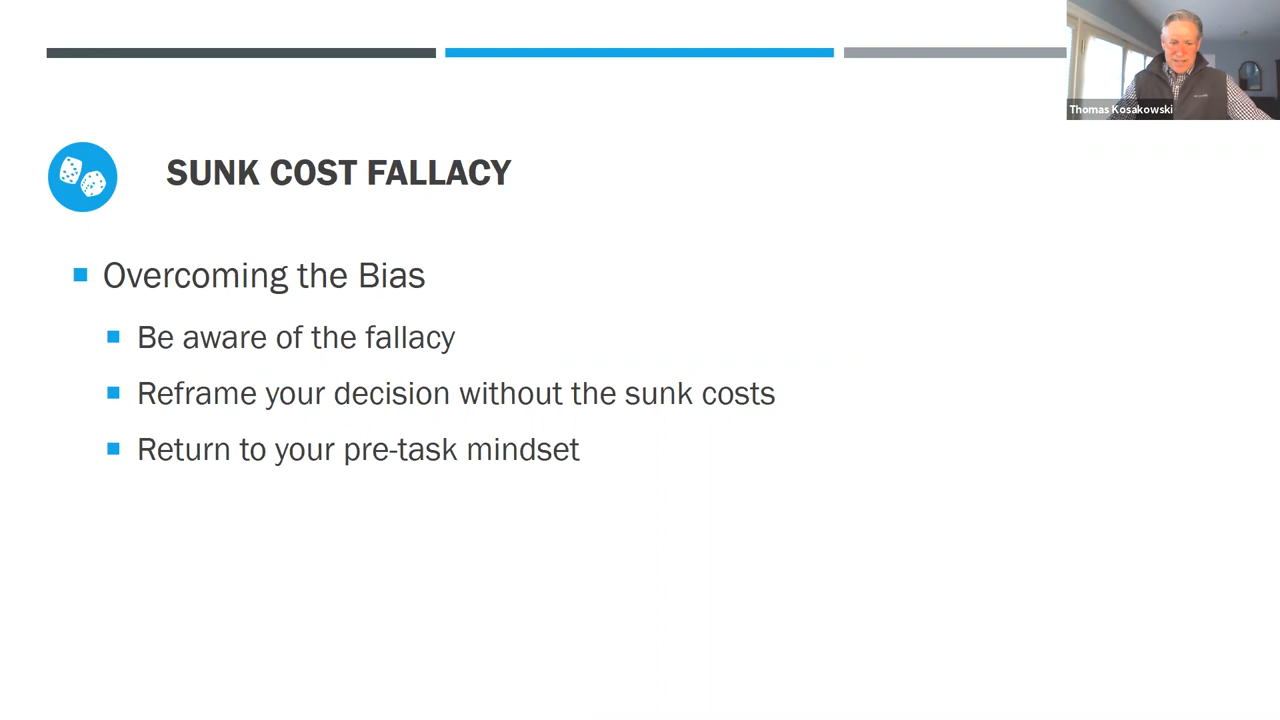 Thomas Kosakowski
SUNK COST FALLACY
Overcoming the Bias
Be aware of the fallacy
Reframe your decision without the sunk costs
Return to your pre-task mindset